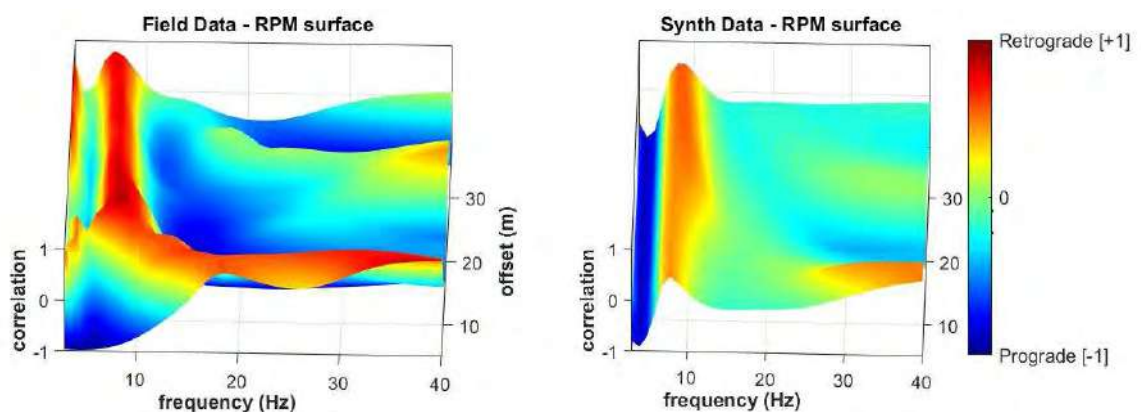 Field Data - RPM surface
1
0
-1
correlation
10
20
30
40
frequency (Hz)
30
20
10
offset (m)
Synth Data - RPM surface
1
0
-1
correlation
10
20
30
40
frequency (Hz)
30
20
10
Retrograde [+1]
0
Prograde [-1]